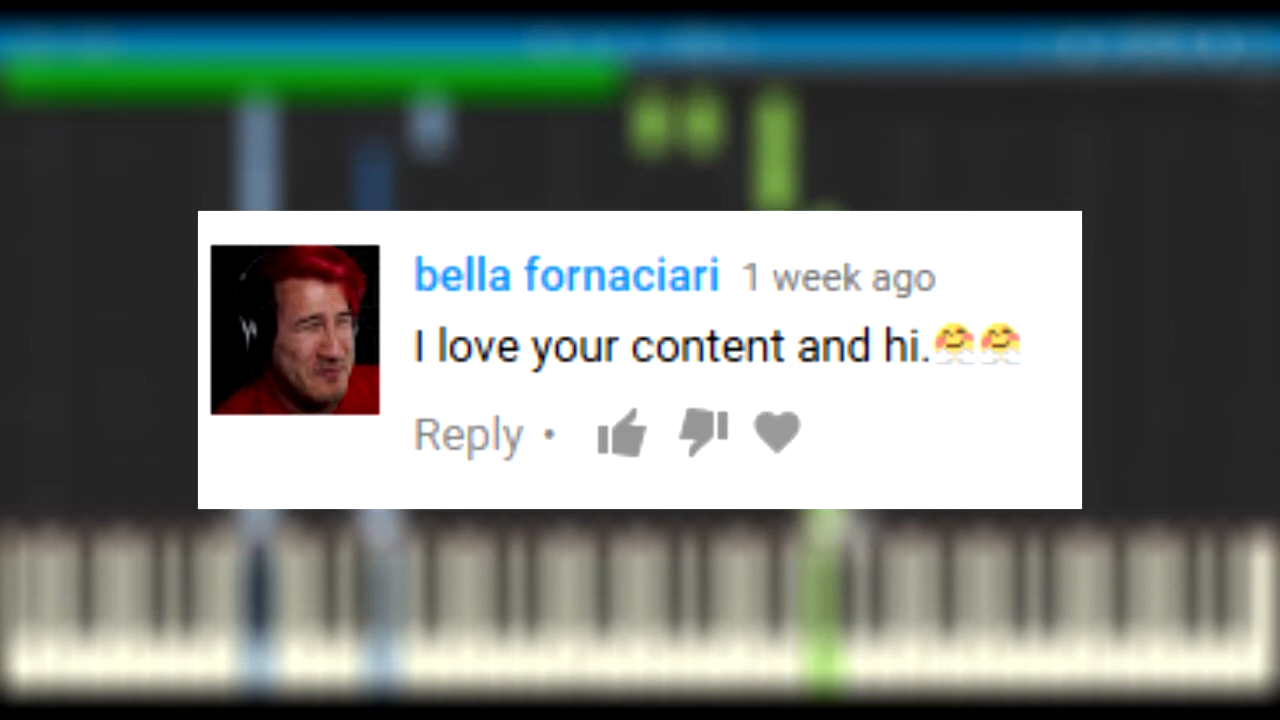 bella fornaciari 1 week ago
I love your content and hi.🤗🤗
Reply •